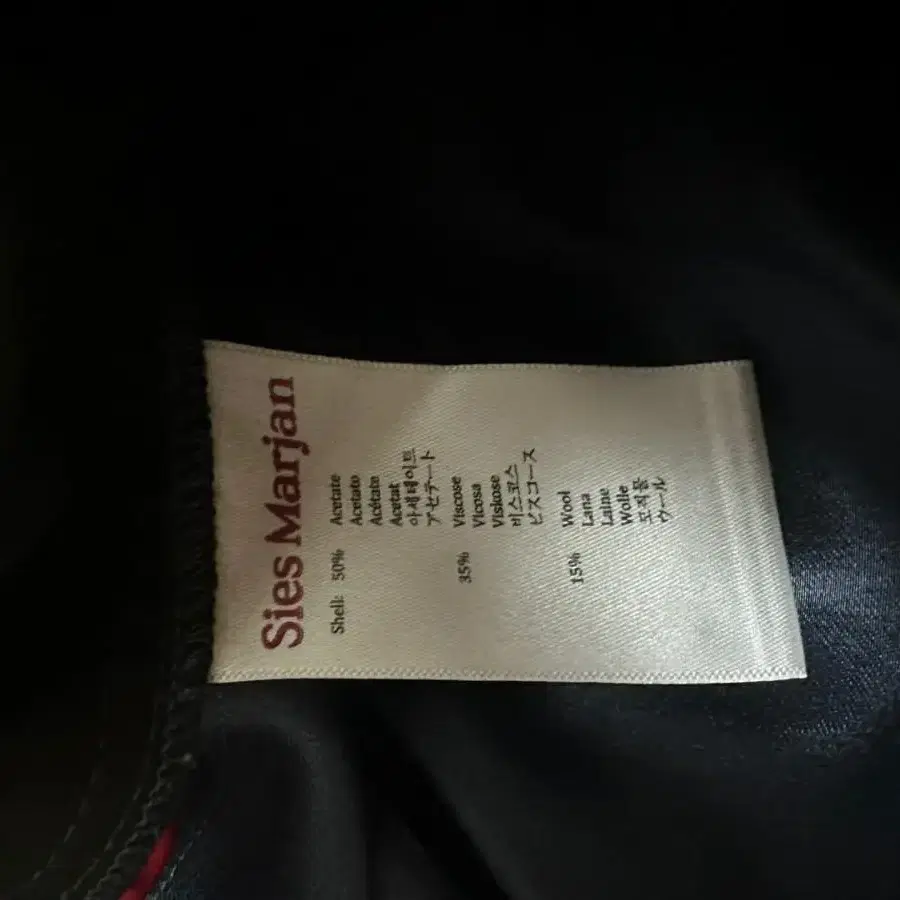 Sies Marjan
Shell: 50% Acetate
Acetato
Acétate
Acetat
아세테이트
アセテート
35% Viscose
Vicosa
Viskose
비스코스
ビスコース
15% Wool
Lana
Laine
Wolle
모직물
ウール